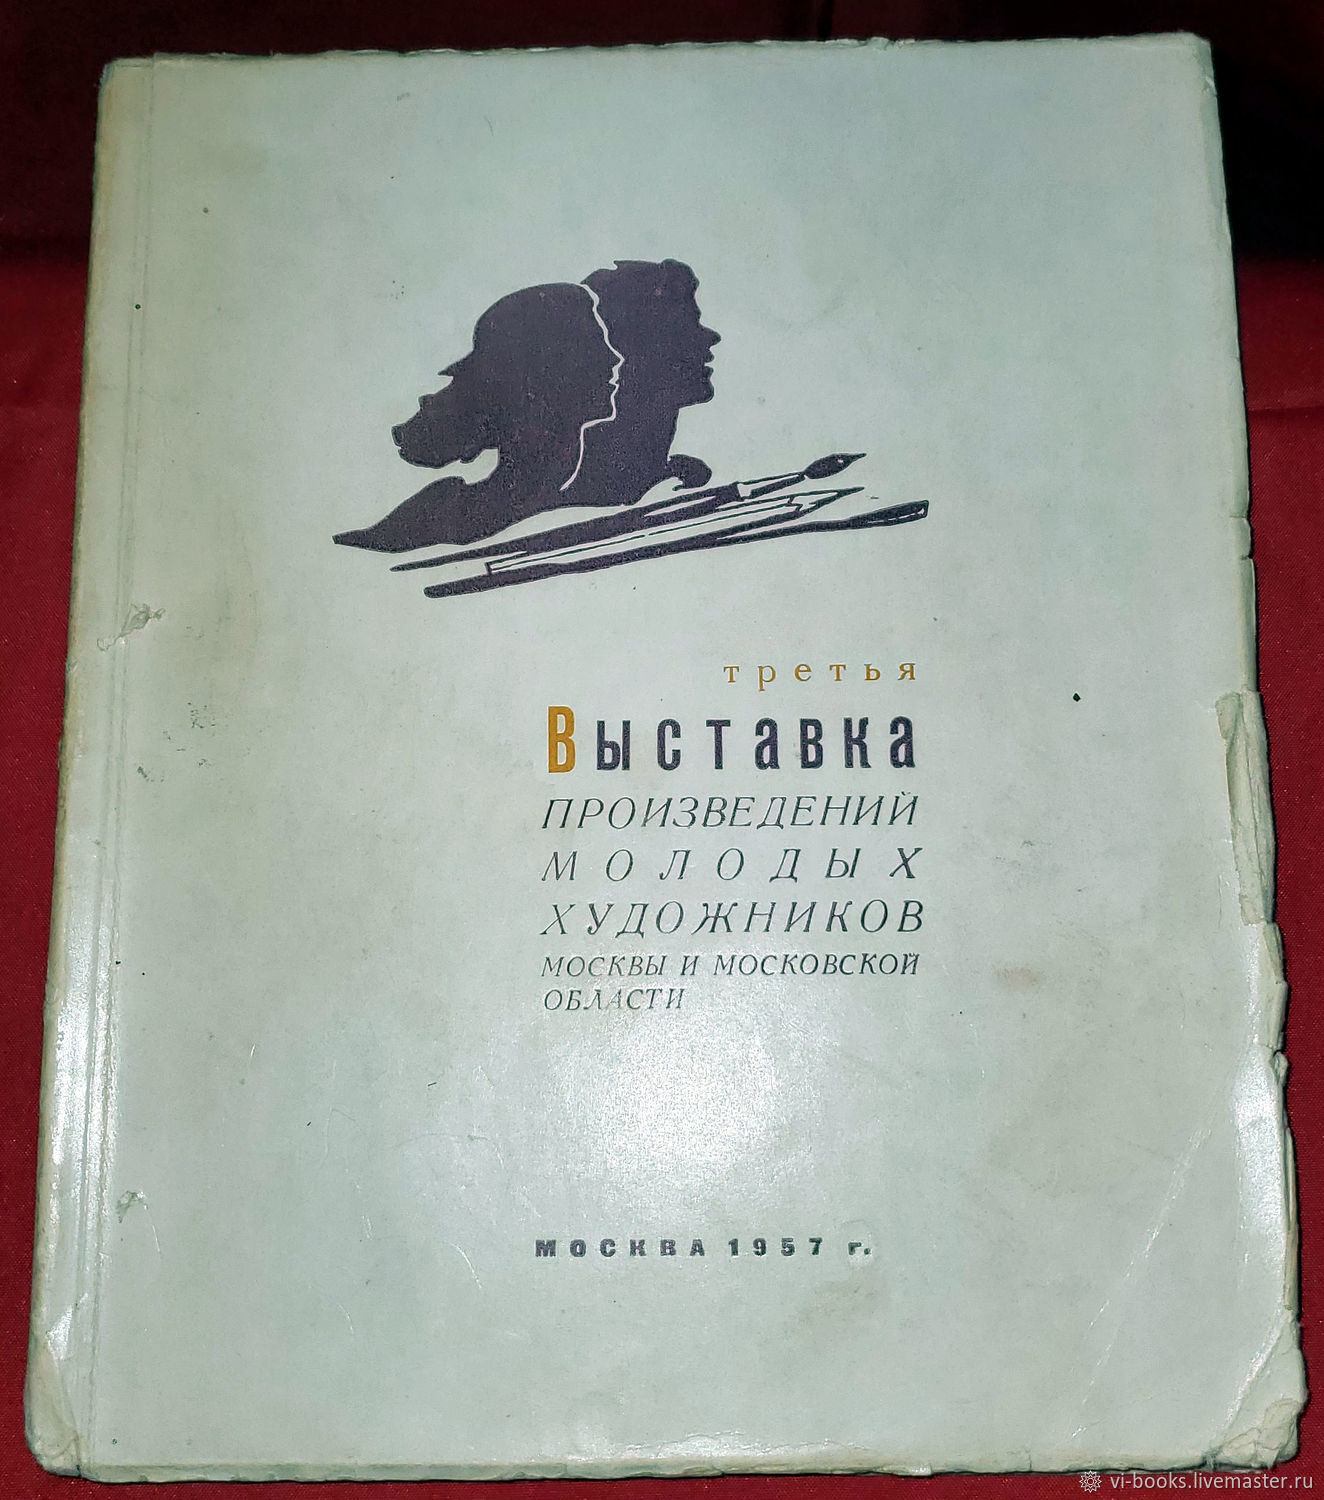 третья
Выставка
ПРОИЗВЕДЕНИЙ
МОЛОДЫХ
ХУДОЖНИКОВ
МОСКВЫ И МОСКОВСКОЙ
ОБЛАСТИ
МОСКВА 1957 г.
vi-books.livemaster.ru